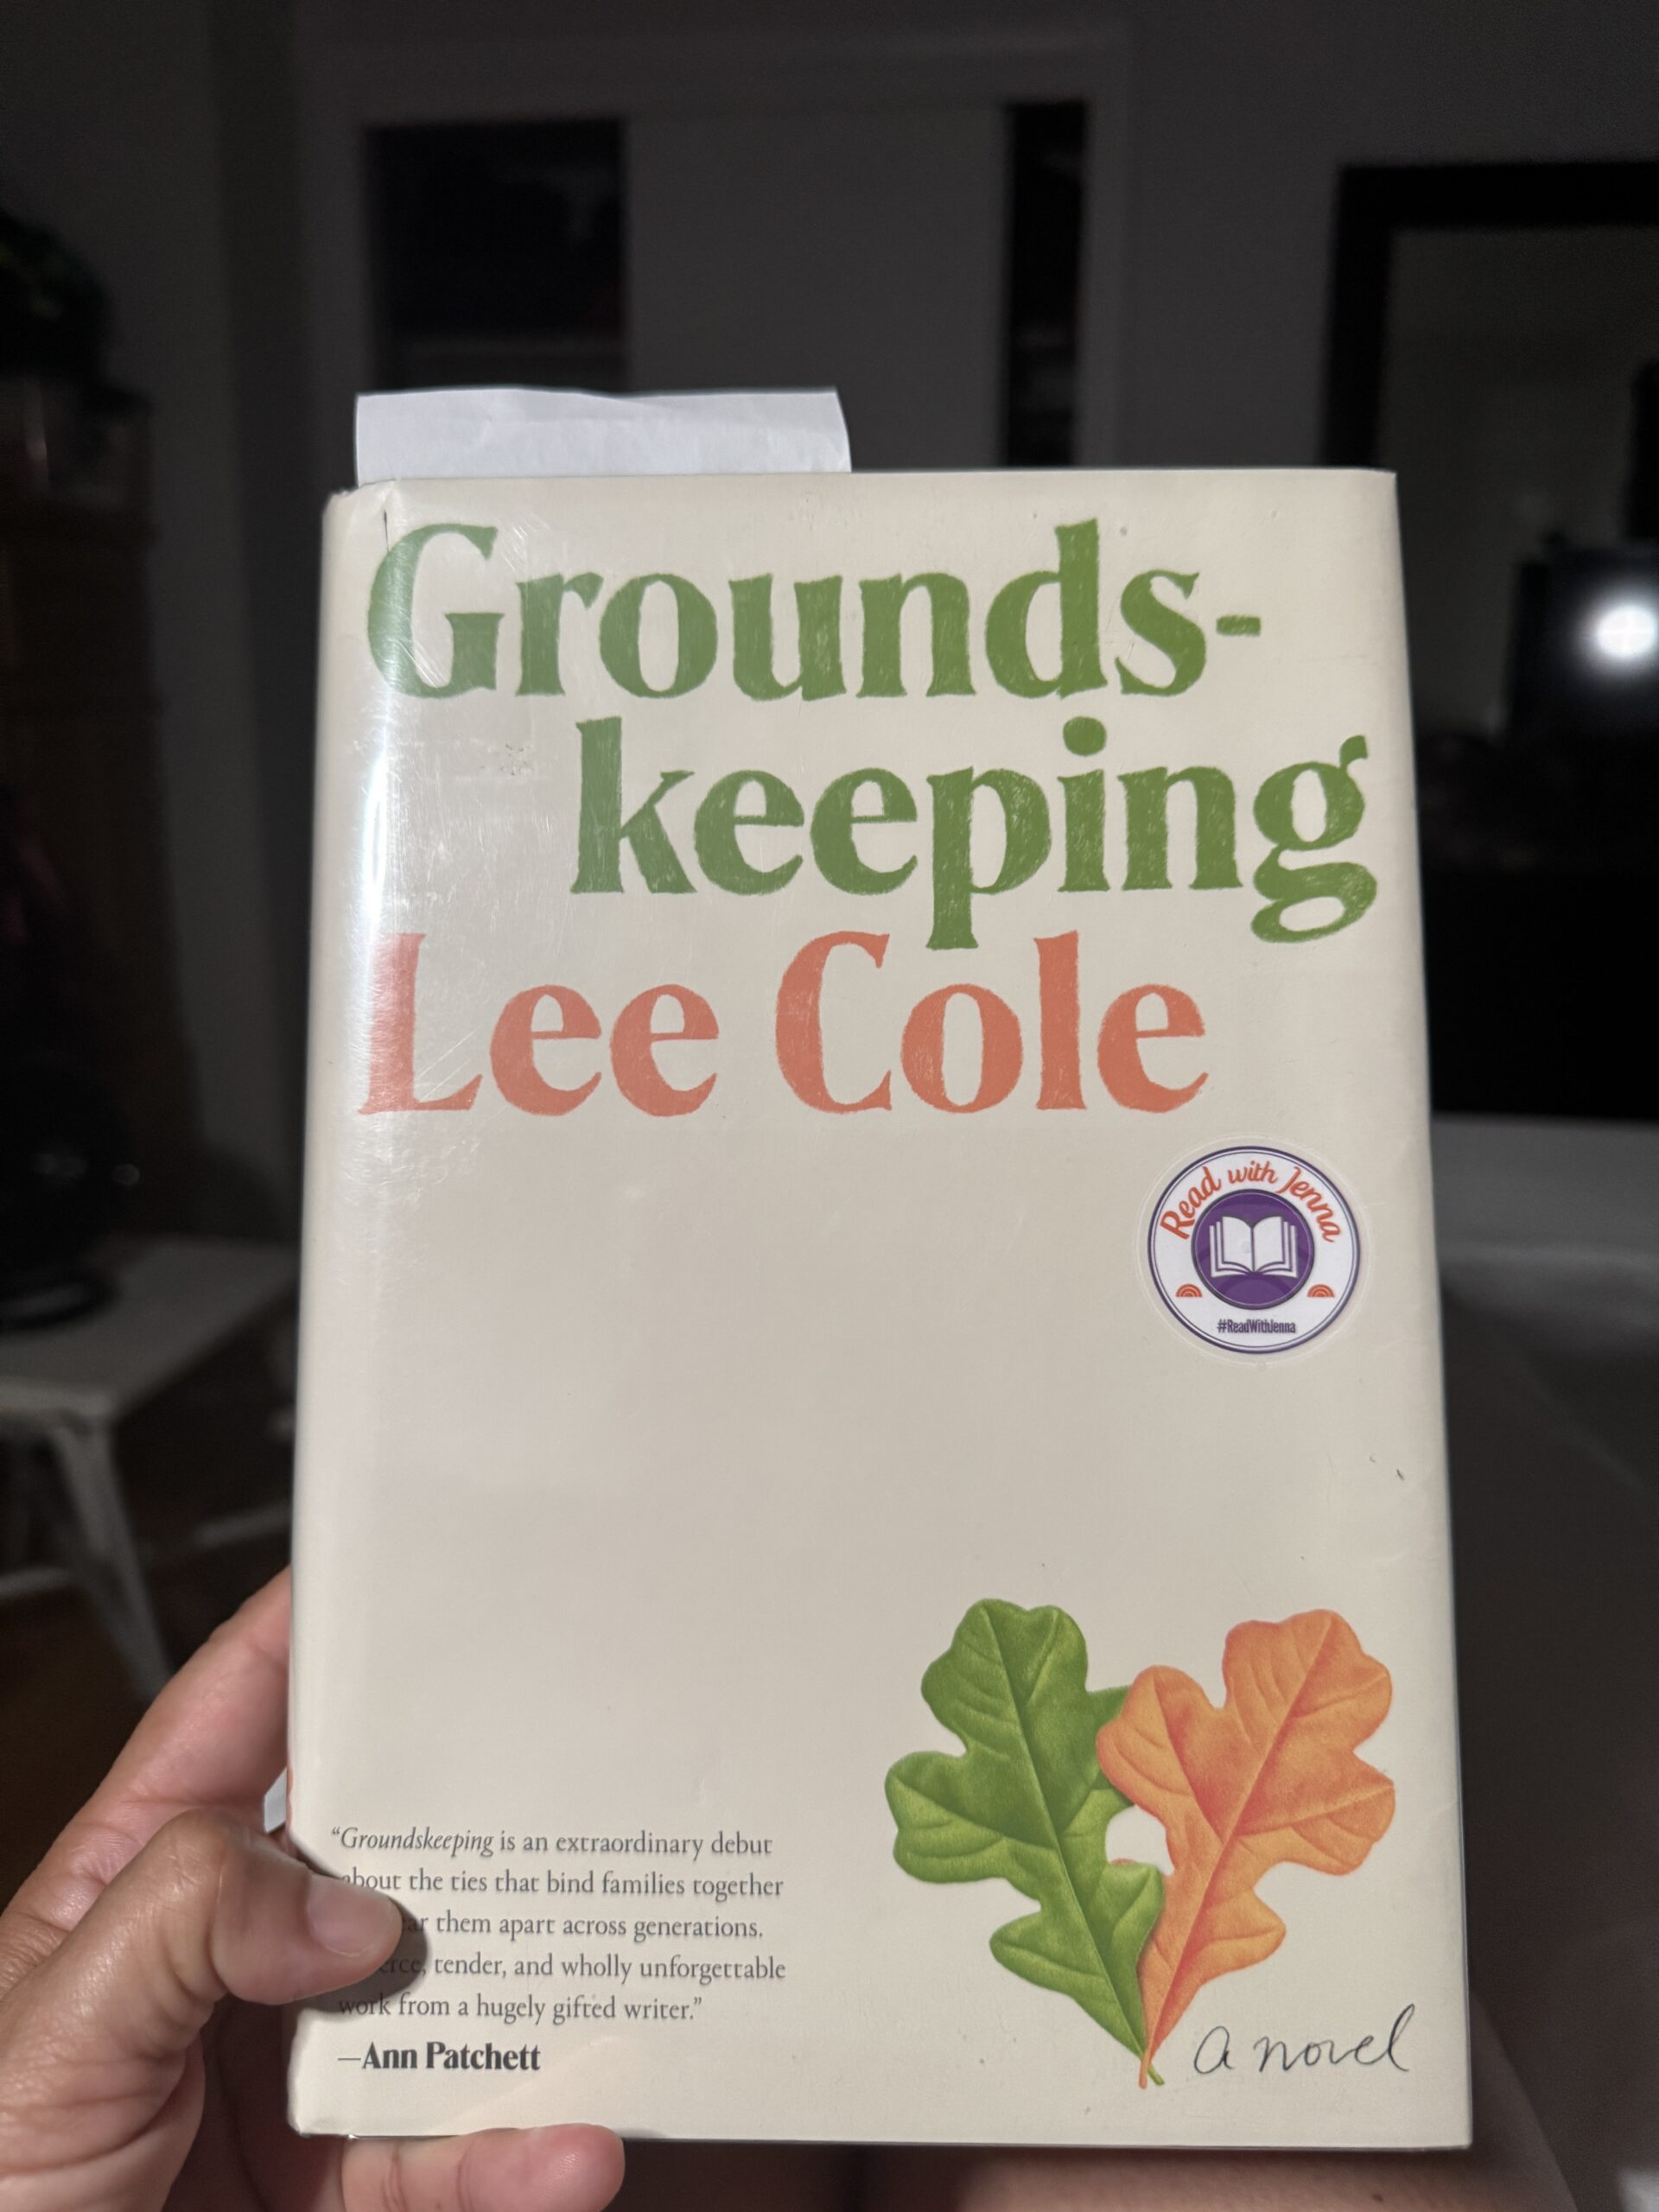 Grounds-
keeping
Lee Cole
Read with Jenna
#ReadWithJenna
“Groundskeeping is an extraordinary debut
about the ties that bind families together
them apart across generations.
tender, and wholly unforgettable
work from a hugely gifted writer.”
—Ann Patchett
a novel